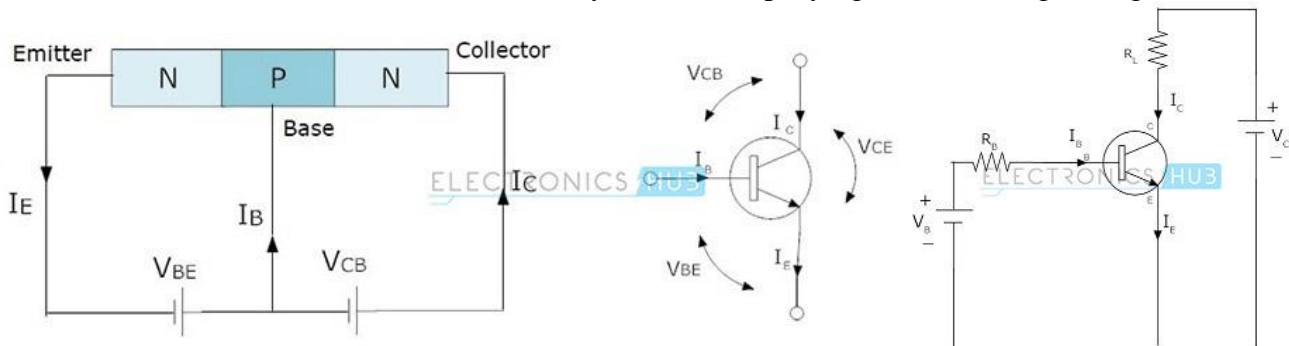 Emitter
Collector
N P N
Base
IE
IB
IC
VBE
VCB
VCB
IC
VCE
IB
VBE
IE
ELECTRONICS HUB
RL
IC
C
+
VC
−
RB
IB
B
E
IE
+
VB
−
ELECTRONICS HUB